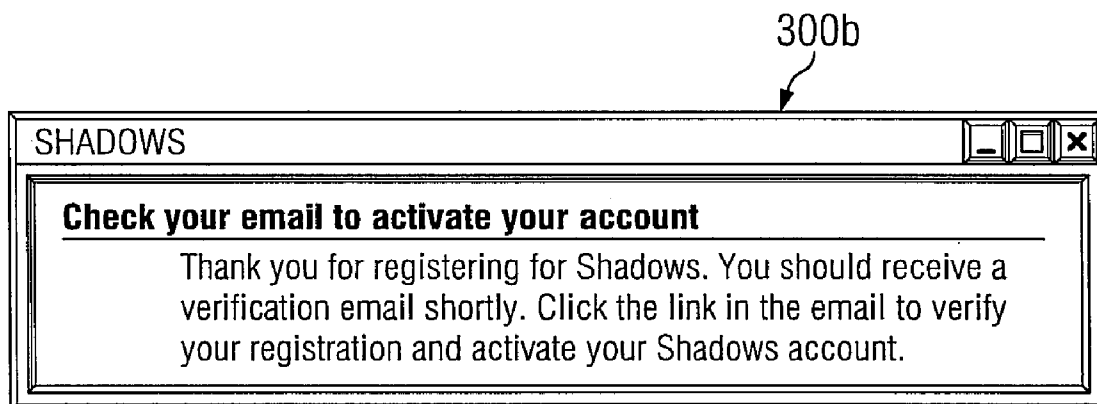 300b
SHADOWS
Check your email to activate your account
Thank you for registering for Shadows. You should receive a
verification email shortly. Click the link in the email to verify
your registration and activate your Shadows account.